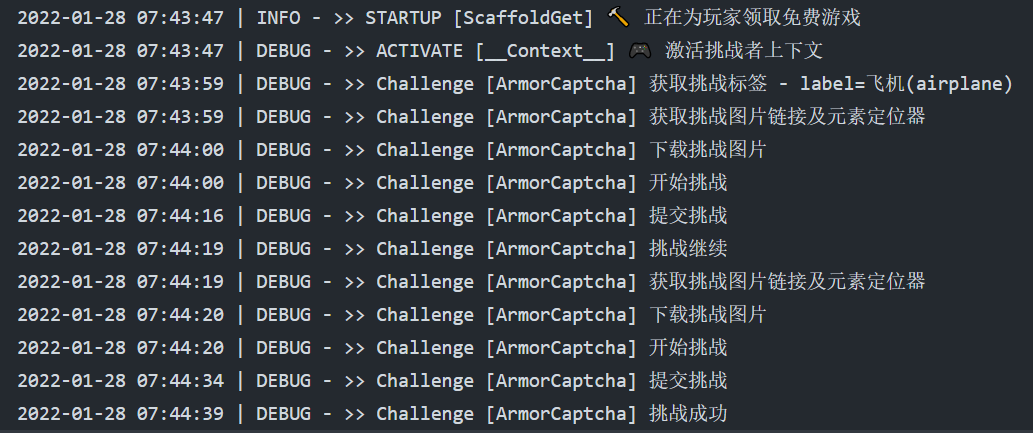 2022-01-28 07:43:47 | INFO - >> STARTUP [ScaffoldGet] 🔨 正在为玩家领取免费游戏
2022-01-28 07:43:47 | DEBUG - >> ACTIVATE [__Context__] 🎮 激活挑战者上下文
2022-01-28 07:43:59 | DEBUG - >> Challenge [ArmorCaptcha] 获取挑战标签 - label=飞机(airplane)
2022-01-28 07:43:59 | DEBUG - >> Challenge [ArmorCaptcha] 获取挑战图片链接及元素定位器
2022-01-28 07:44:00 | DEBUG - >> Challenge [ArmorCaptcha] 下载挑战图片
2022-01-28 07:44:00 | DEBUG - >> Challenge [ArmorCaptcha] 开始挑战
2022-01-28 07:44:16 | DEBUG - >> Challenge [ArmorCaptcha] 提交挑战
2022-01-28 07:44:19 | DEBUG - >> Challenge [ArmorCaptcha] 挑战继续
2022-01-28 07:44:19 | DEBUG - >> Challenge [ArmorCaptcha] 获取挑战图片链接及元素定位器
2022-01-28 07:44:20 | DEBUG - >> Challenge [ArmorCaptcha] 下载挑战图片
2022-01-28 07:44:20 | DEBUG - >> Challenge [ArmorCaptcha] 开始挑战
2022-01-28 07:44:34 | DEBUG - >> Challenge [ArmorCaptcha] 提交挑战
2022-01-28 07:44:39 | DEBUG - >> Challenge [ArmorCaptcha] 挑战成功